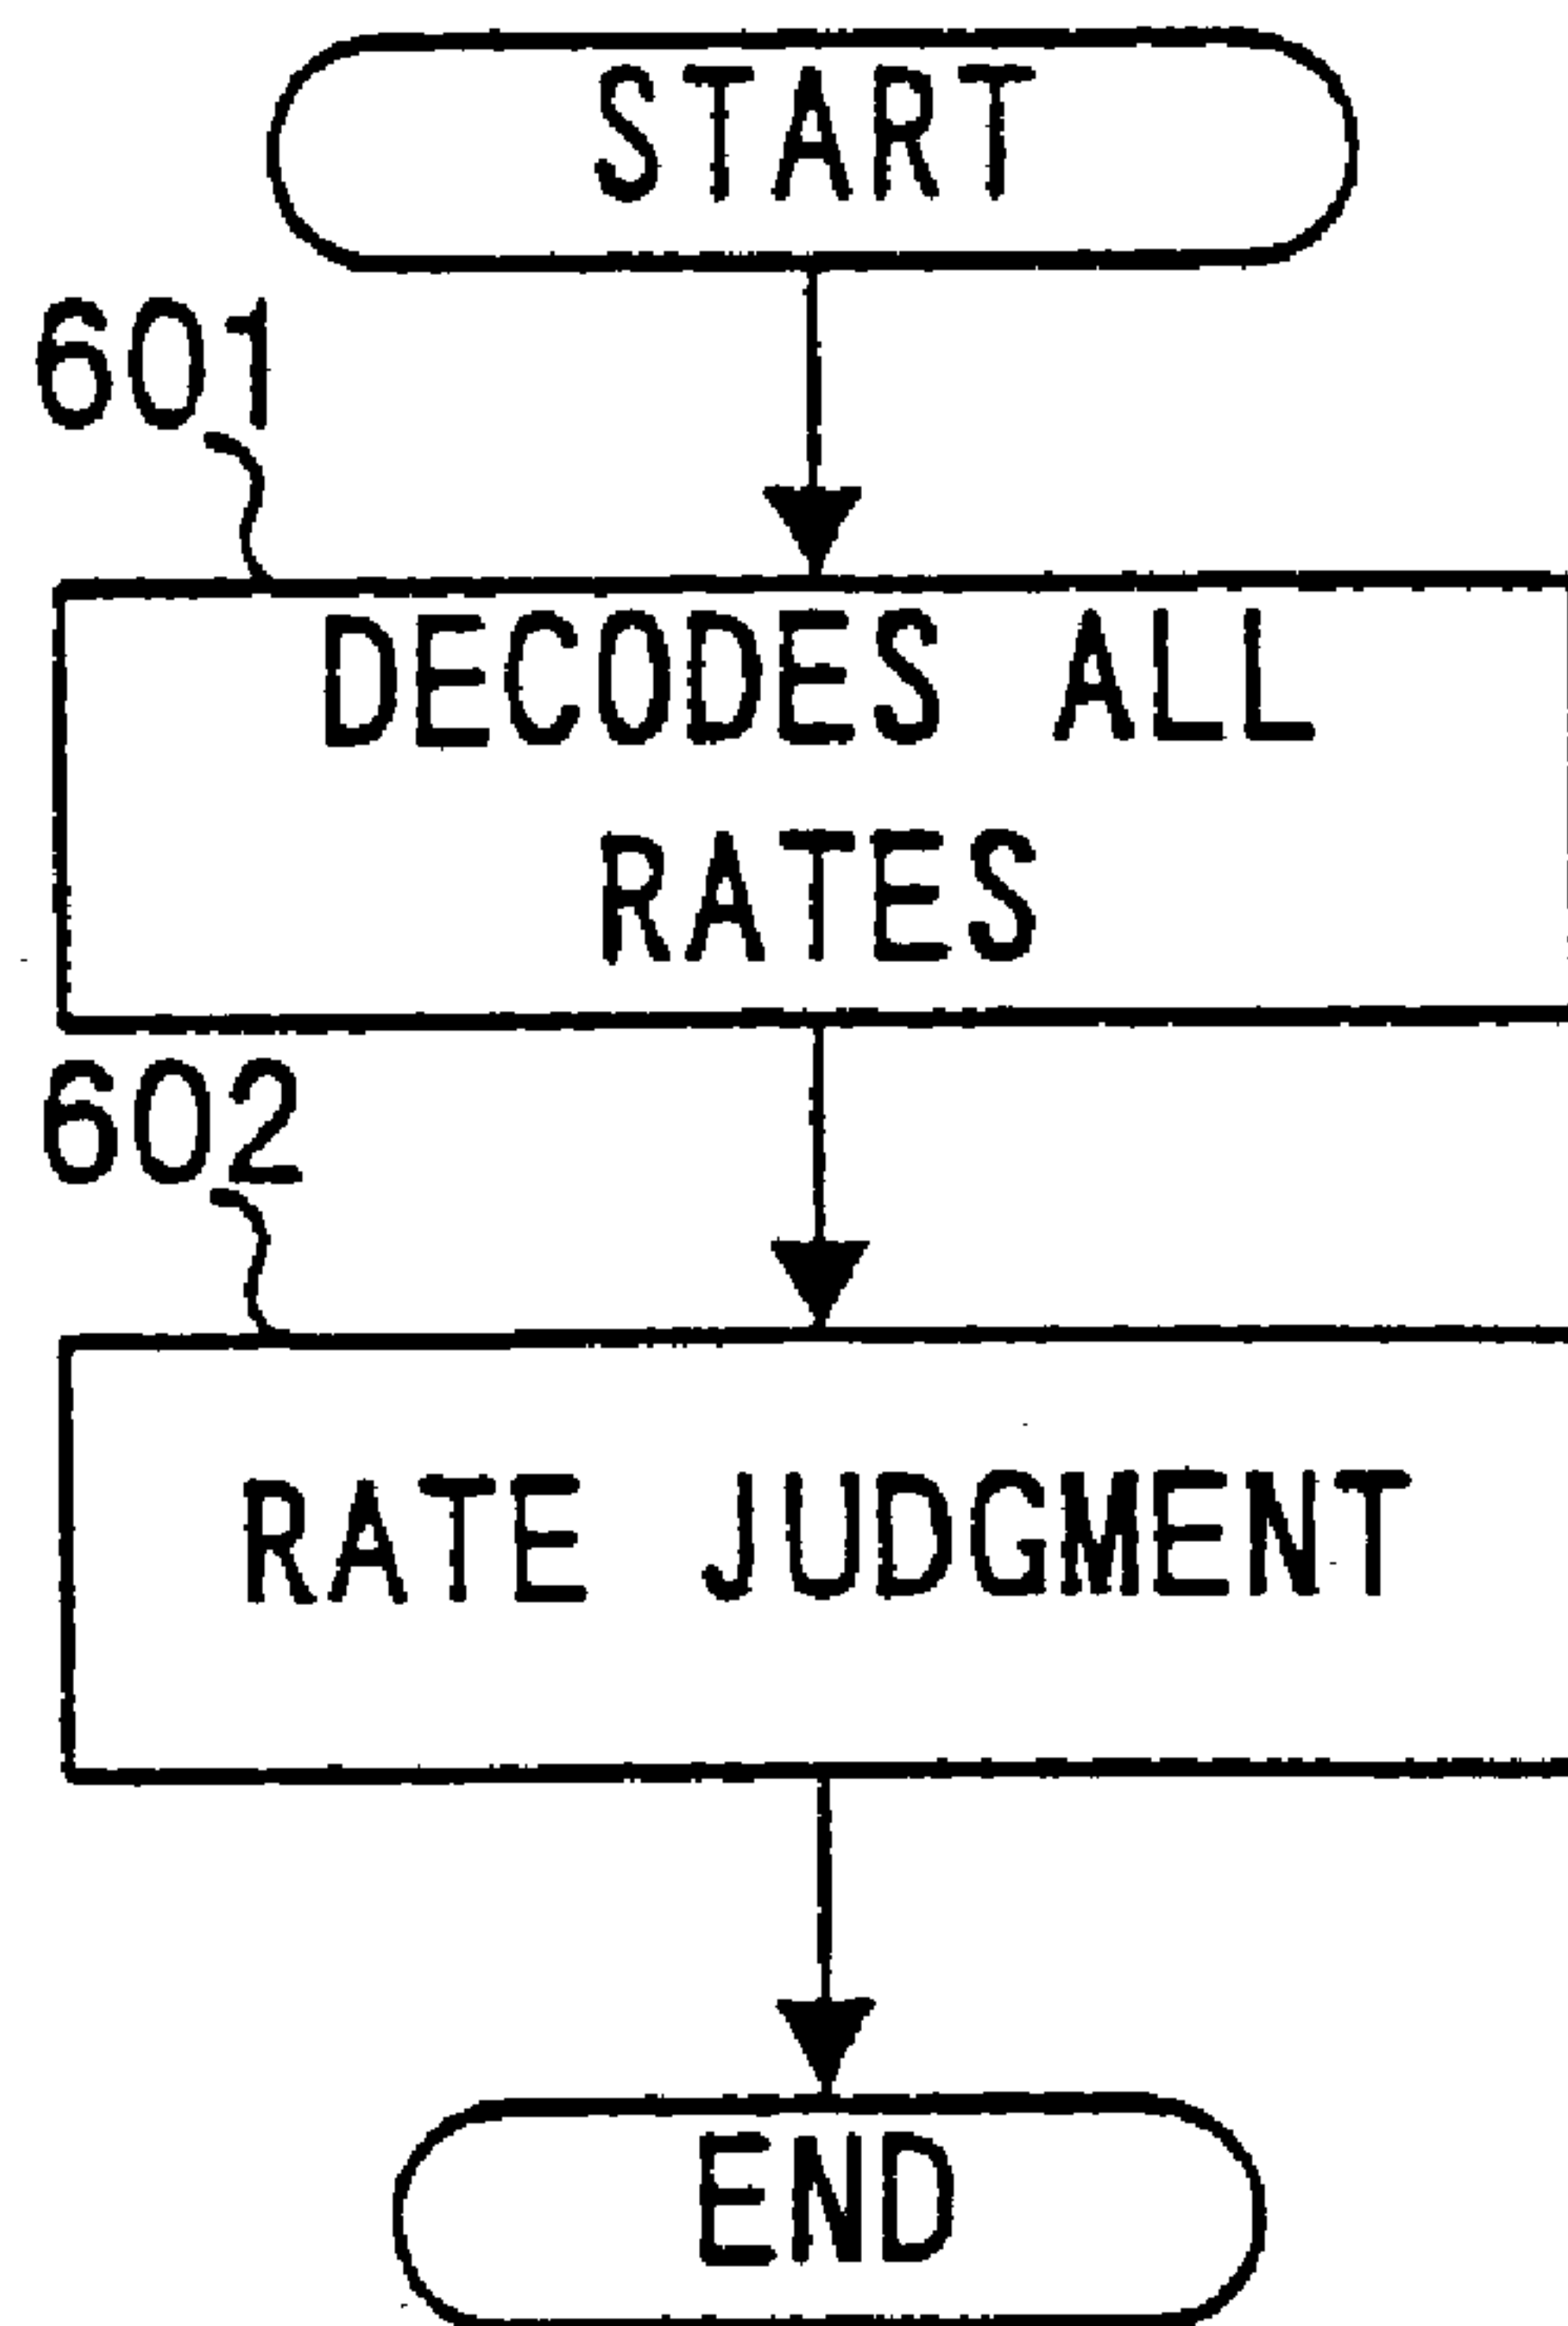 START
601
DECODES ALL
RATES
602
RATE JUDGMENT
END